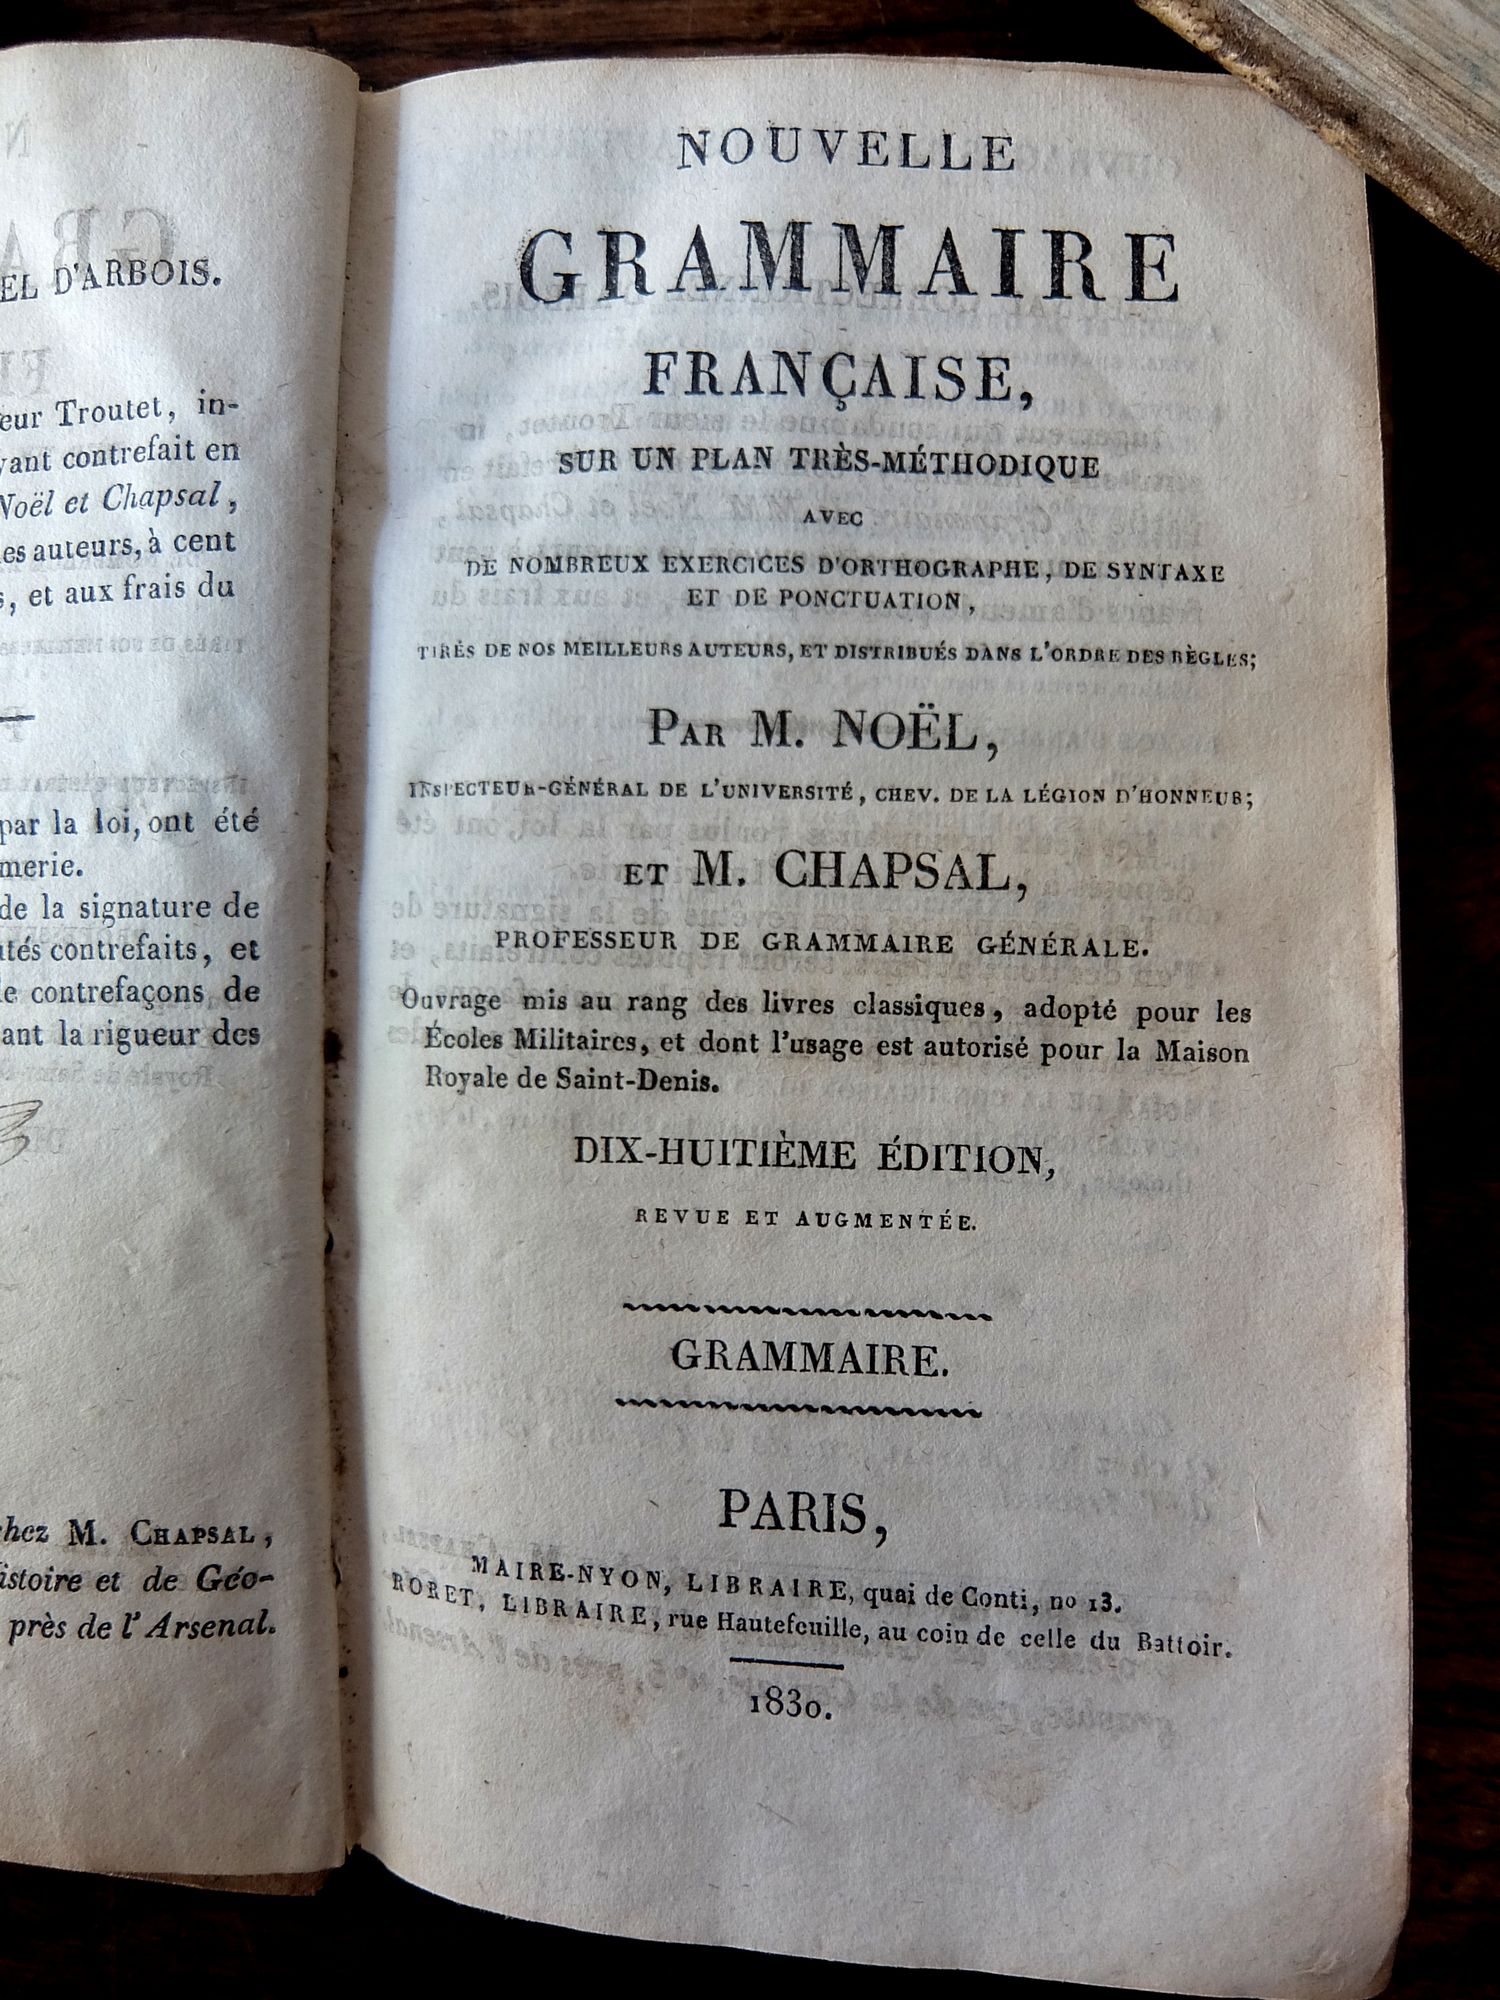 EL D'ARBOIS.
eur Troutet, in-
yant contrefait en
Noël et Chapsal,
es auteurs, à cent
s, et aux frais du
par la loi, ont été
merie.
de la signature de
utés contrefaits, et
le contrefaçons de
ant la rigueur des
chez M. CHAPSAL,
istoire et de Géo-
près de l'Arsenal.
NOUVELLE
GRAMMAIRE
FRANÇAISE,
SUR UN PLAN TRÈS-MÉTHODIQUE
AVEC
DE NOMBREUX EXERCICES D'ORTHOGRAPHE, DE SYNTAXE
ET DE PONCTUATION,
TIRÉS DE NOS MEILLEURS AUTEURS, ET DISTRIBUÉS DANS L'ORDRE DES RÈGLES;
PAR M. NOËL,
INSPECTEUR-GÉNÉRAL DE L'UNIVERSITÉ, CHEV. DE LA LÉGION D'HONNEUR;
ET M. CHAPSAL,
PROFESSEUR DE GRAMMAIRE GÉNÉRALE.
Ouvrage mis au rang des livres classiques, adopté pour les
Écoles Militaires, et dont l'usage est autorisé pour la Maison
Royale de Saint-Denis.
DIX-HUITIÈME ÉDITION,
REVUE ET AUGMENTÉE.
GRAMMAIRE.
PARIS,
MAIRE-NYON, LIBRAIRE, quai de Conti, no 13.
RORET, LIBRAIRE, rue Hautefeuille, au coin de celle du Battoir.
1830.